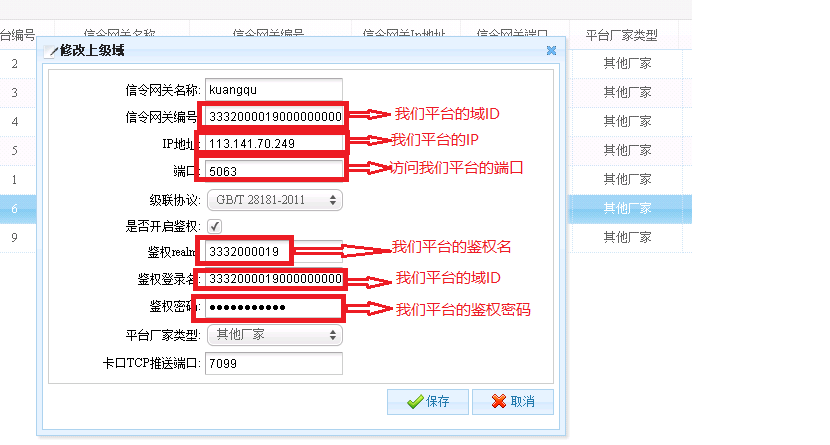 台编号 信令网关名称 信令网关编号 信令网关Ip地址 信令网关端口 平台厂家类型
修改上级域
2 其他厂家
3 其他厂家
4 其他厂家
5 其他厂家
1 其他厂家
6 其他厂家
9 其他厂家
信令网关名称: kuangqu
信令网关编号 3332000019000000000 我们平台的域ID
IP地址: 113.141.70.249 我们平台的IP
端口: 5063 访问我们平台的端口
级联协议: GB/T 28181-2011
是否开启鉴权:
鉴权realm 3332000019 我们平台的鉴权名
鉴权登录名: 3332000019000000000 我们平台的域ID
鉴权密码: ●●●●●●●●●●● 我们平台的鉴权密码
平台厂家类型: 其他厂家
卡口TCP推送端口: 7099
保存 取消